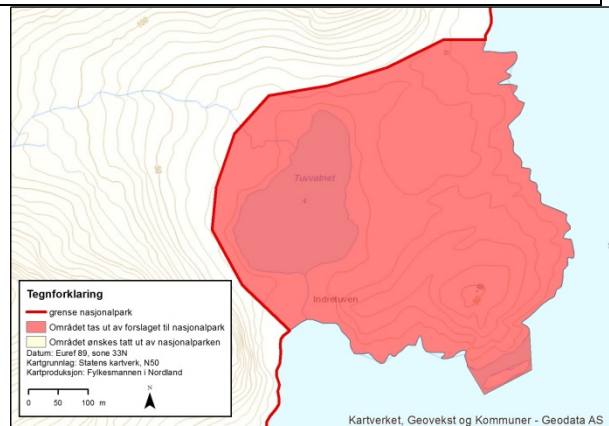 Tuvvatnet
4
Indretuven
Tegnforklaring
grense nasjonalpark
Området tas ut av forslaget til nasjonalpark
Området ønskes tatt ut av nasjonalparken
Datum: Euref 89, sone 33N
Kartgrunnlag: Statens kartverk, N50
Kartproduksjon: Fylkesmannen i Nordland
N
0 50 100 m
Kartverket, Geovekst og Kommuner - Geodata AS